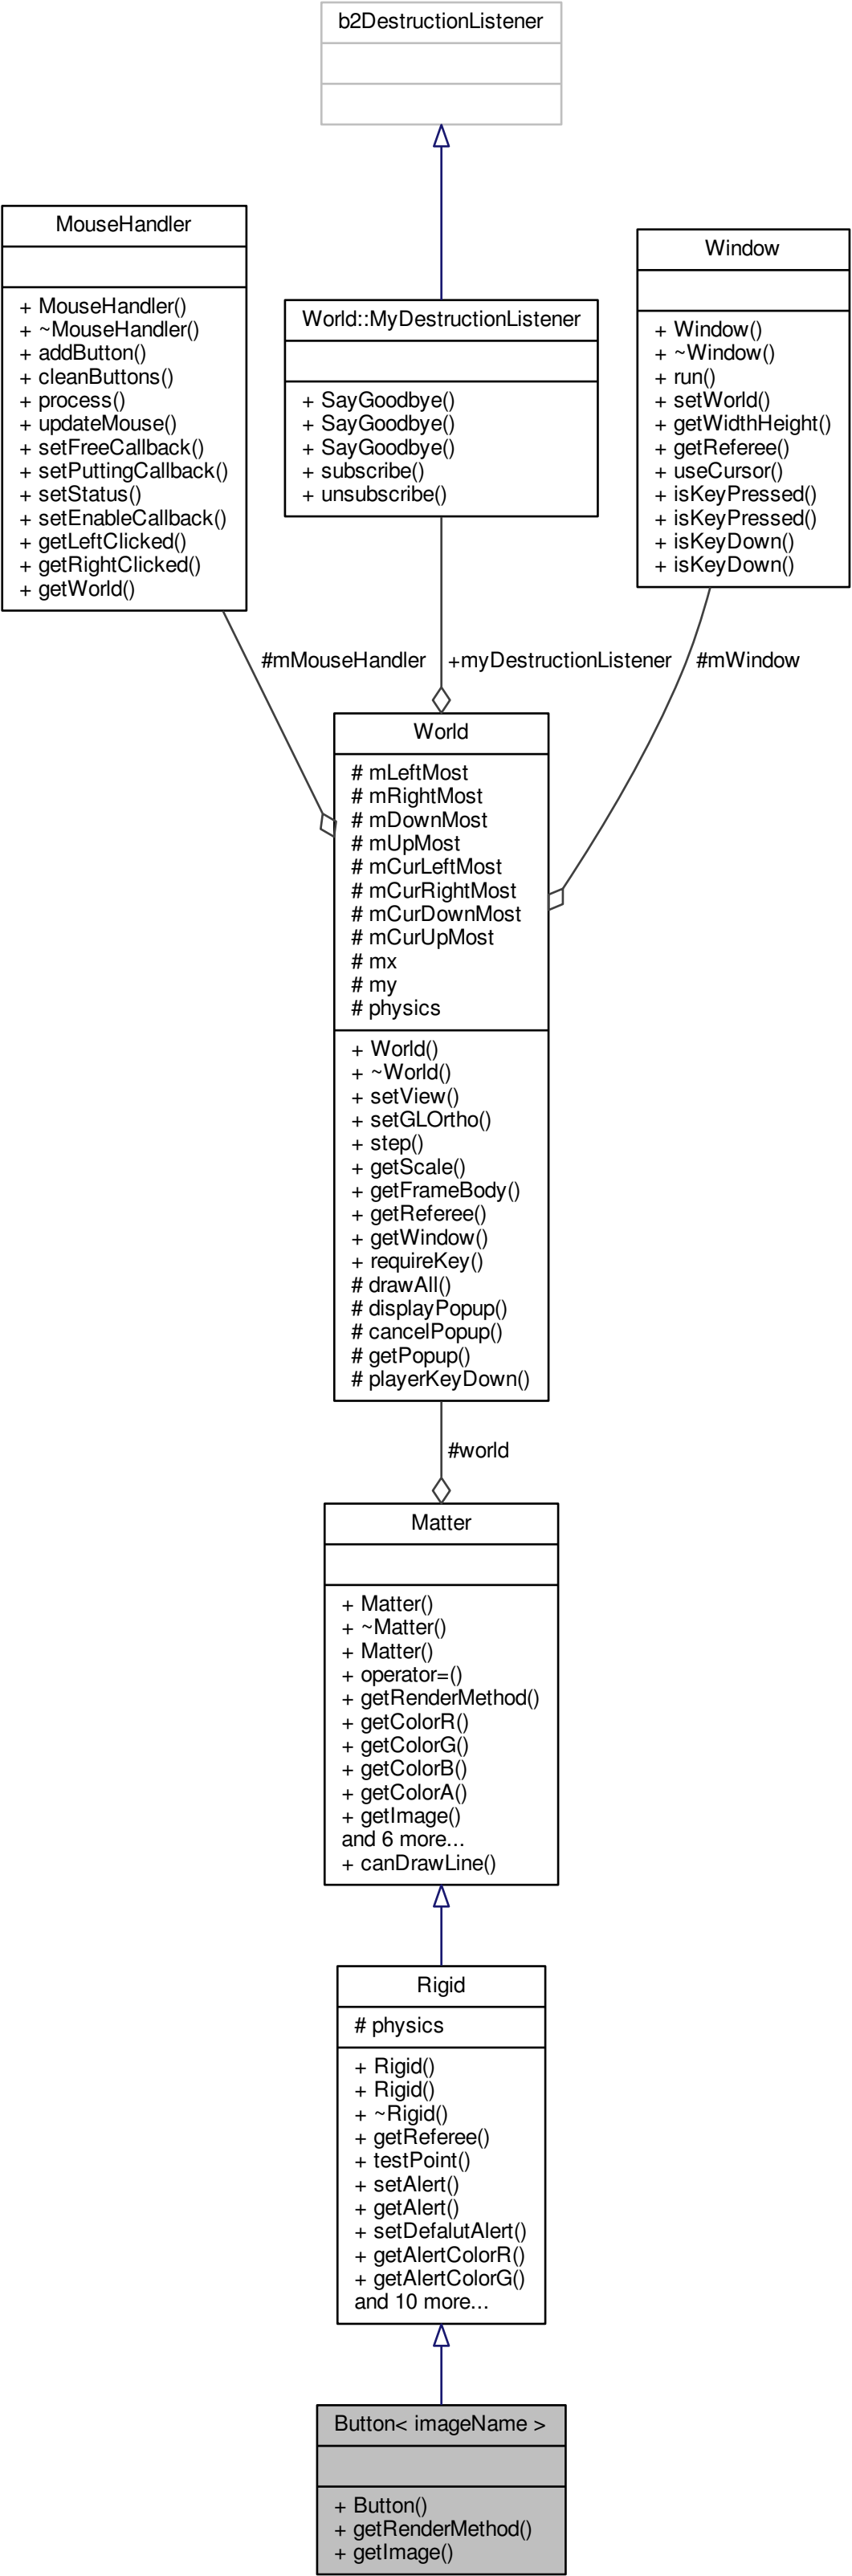 b2DestructionListener
MouseHandler
+ MouseHandler()
+ ~MouseHandler()
+ addButton()
+ cleanButtons()
+ process()
+ updateMouse()
+ setFreeCallback()
+ setPuttingCallback()
+ setStatus()
+ setEnableCallback()
+ getLeftClicked()
+ getRightClicked()
+ getWorld()
World::MyDestructionListener
+ SayGoodbye()
+ SayGoodbye()
+ SayGoodbye()
+ subscribe()
+ unsubscribe()
Window
+ Window()
+ ~Window()
+ run()
+ setWorld()
+ getWidthHeight()
+ getReferee()
+ useCursor()
+ isKeyPressed()
+ isKeyPressed()
+ isKeyDown()
+ isKeyDown()
#mMouseHandler
+myDestructionListener
#mWindow
World
# mLeftMost
# mRightMost
# mDownMost
# mUpMost
# mCurLeftMost
# mCurRightMost
# mCurDownMost
# mCurUpMost
# mx
# my
# physics
+ World()
+ ~World()
+ setView()
+ setGLOrtho()
+ step()
+ getScale()
+ getFrameBody()
+ getReferee()
+ getWindow()
+ requireKey()
# drawAll()
# displayPopup()
# cancelPopup()
# getPopup()
# playerKeyDown()
#world
Matter
+ Matter()
+ ~Matter()
+ Matter()
+ operator=()
+ getRenderMethod()
+ getColorR()
+ getColorG()
+ getColorB()
+ getColorA()
+ getImage()
and 6 more...
+ canDrawLine()
Rigid
# physics
+ Rigid()
+ Rigid()
+ ~Rigid()
+ getReferee()
+ testPoint()
+ setAlert()
+ getAlert()
+ setDefalutAlert()
+ getAlertColorR()
+ getAlertColorG()
and 10 more...
Button< imageName >
+ Button()
+ getRenderMethod()
+ getImage()